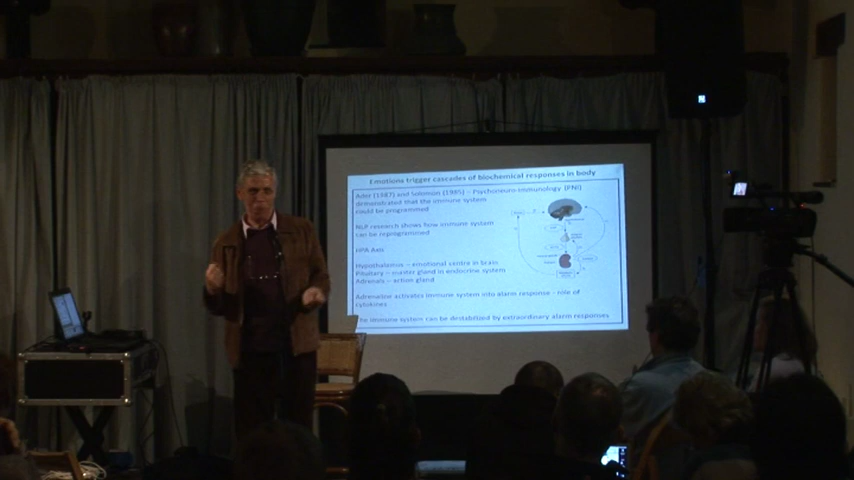 Emotions trigger cascades of biochemical responses in body
Ader (1987) and Solomon (1985) – Psychoneuro-immunology (PNI)
demonstrated that the immune system
could be programmed
NLP research shows how immune system
can be reprogrammed
HPA Axis
Hypothalamus – emotional centre in brain
Pituitary – master gland in endocrine system
Adrenals – action gland
Adrenaline activates immune system into alarm response - role of
cytokines
The immune system can be destabilized by extraordinary alarm responses